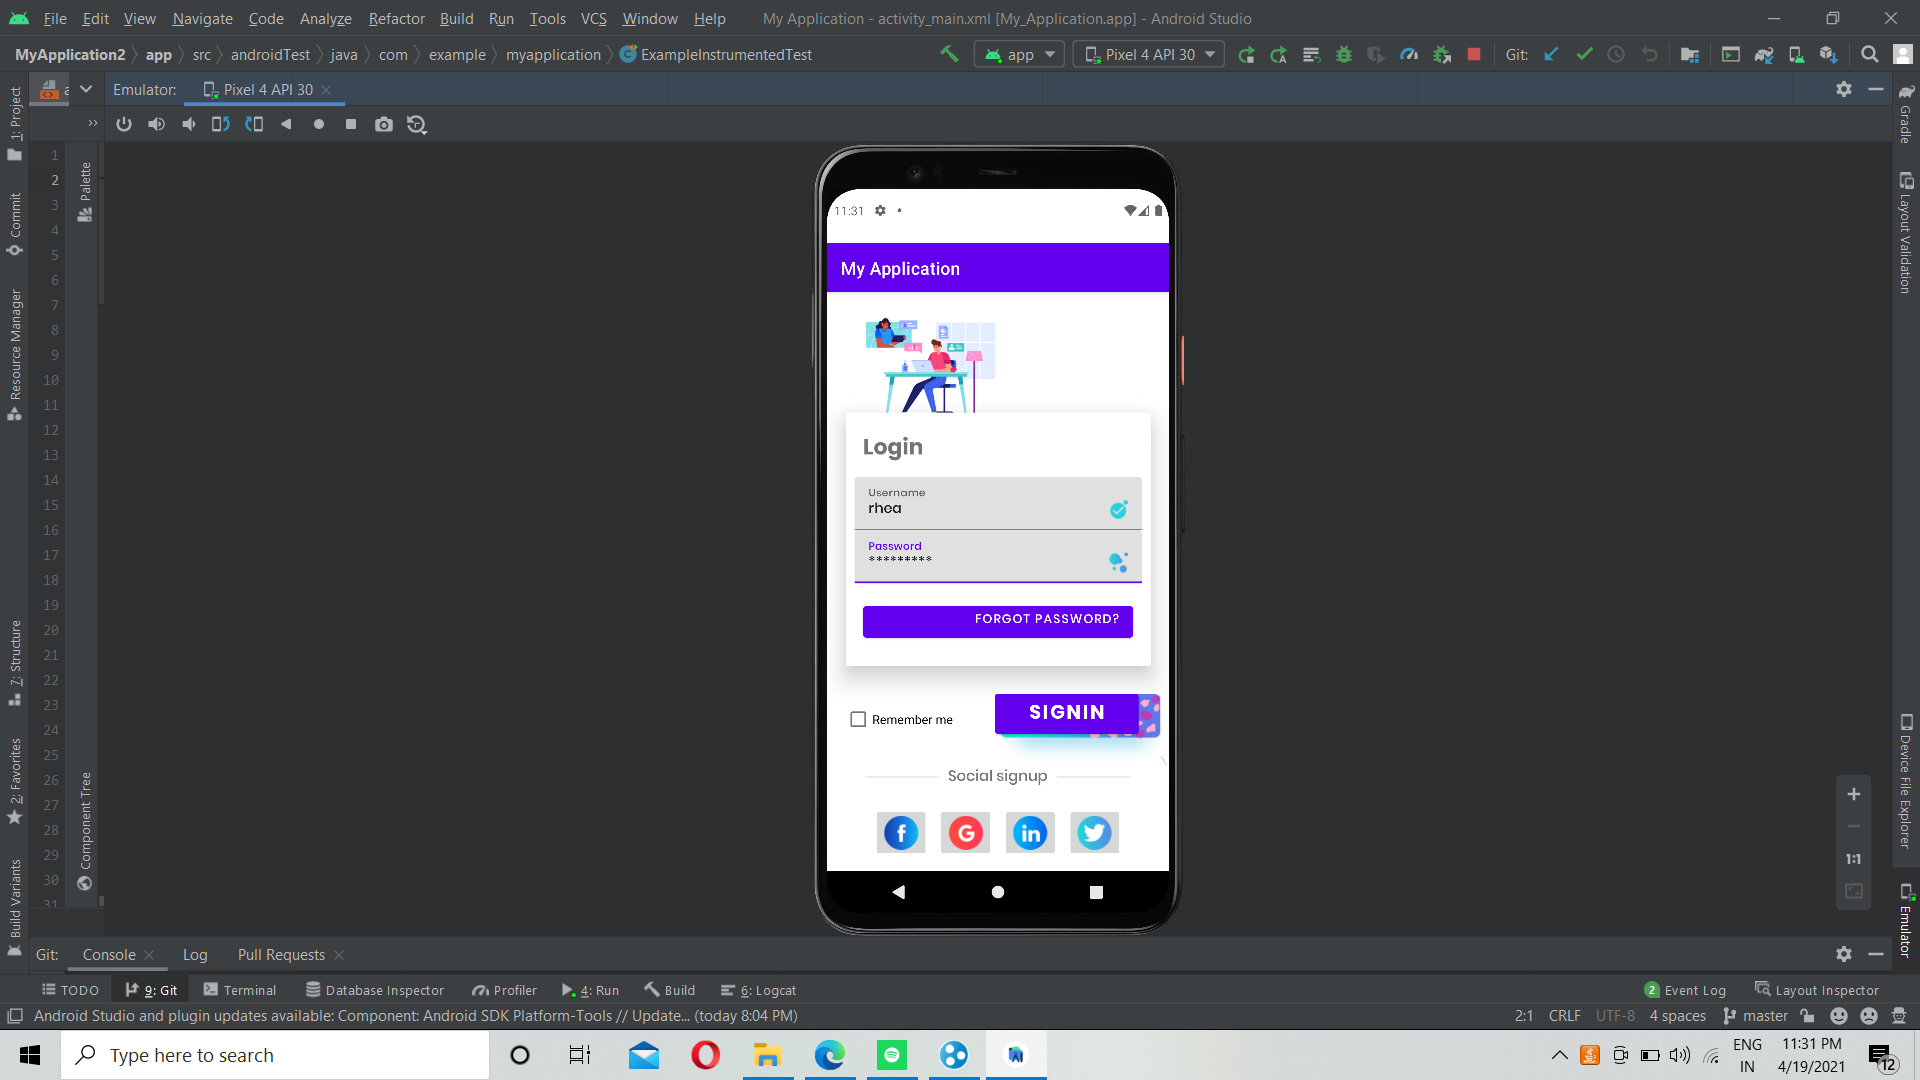 File Edit View Navigate Code Analyze Refactor Build Run Tools VCS Window Help My Application - activity_main.xml [My_Application.app] - Android Studio
MyApplication2 app src androidTest java com example myapplication ExampleInstrumentedTest app Pixel 4 API 30 Git:
Emulator: Pixel 4 API 30
1: Project
Commit
Resource Manager
7: Structure
2: Favorites
Build Variants
1
2
3
4
5
6
7
8
9
10
11
12
13
14
15
16
17
18
19
20
21
22
23
24
25
26
27
28
29
30
31
Palette
Component Tree
11:31
My Application
Login
Username
rhea
Password
*********
FORGOT PASSWORD?
Remember me SIGNIN
Social signup
f G in
Gradle
Layout Validation
Device File Explorer
Emulator
1:1
Git: Console Log Pull Requests
TODO 9: Git Terminal Database Inspector Profiler 4: Run Build 6: Logcat 2 Event Log Layout Inspector
Android Studio and plugin updates available: Component: Android SDK Platform-Tools // Update... (today 8:04 PM) 2:1 CRLF UTF-8 4 spaces master
Type here to search ENG 11:31 PM
IN 4/19/2021 12